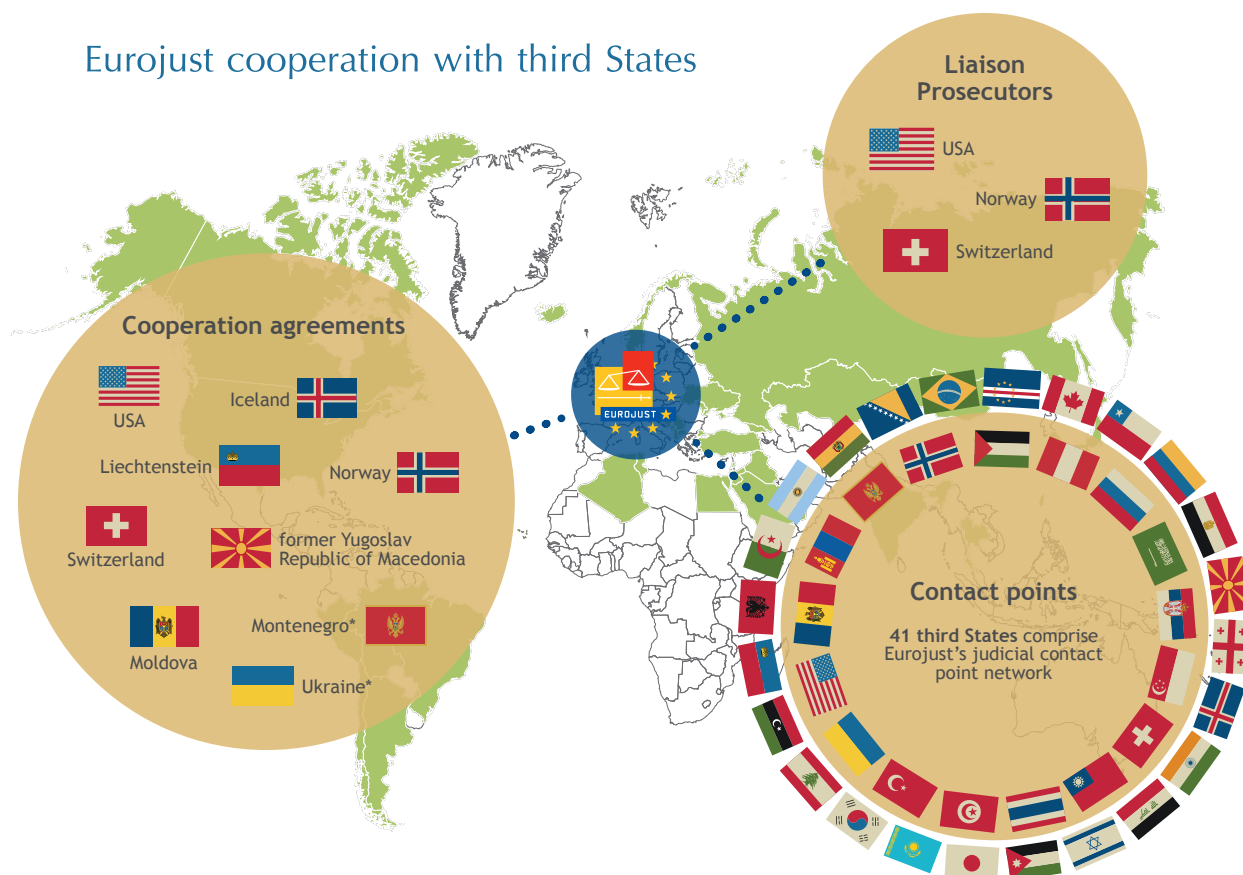 Eurojust cooperation with third States
Liaison
Prosecutors
USA
Norway
Switzerland
Cooperation agreements
USA
Iceland
Liechtenstein
Norway
Switzerland
former Yugoslav
Republic of Macedonia
Moldova
Montenegro*
Ukraine*
EUROJUST
Contact points
41 third States comprise
Eurojust's judicial contact
point network